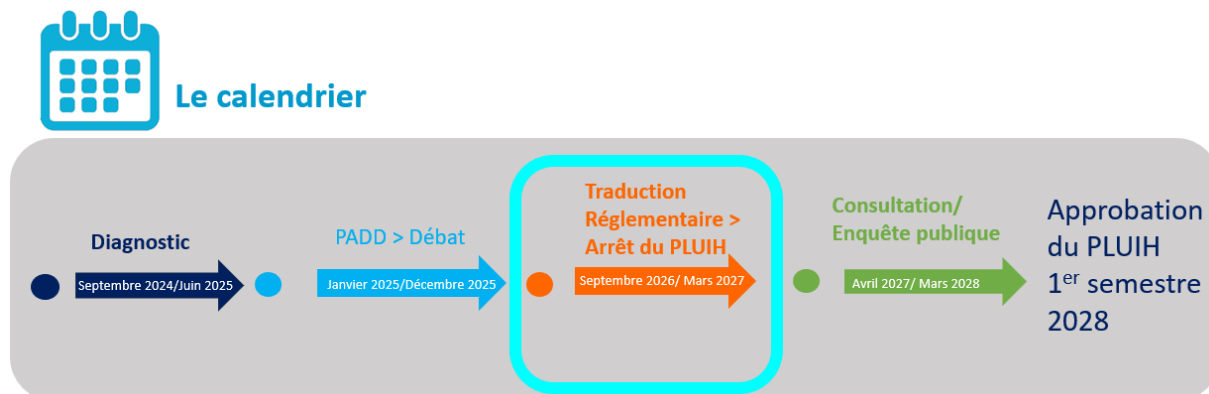 Le calendrier
Diagnostic
Septembre 2024/Juin 2025
PADD > Débat
Janvier 2025/Décembre 2025
Traduction
Réglementaire >
Arrêt du PLUIH
Septembre 2026/ Mars 2027
Consultation/
Enquête publique
Avril 2027/ Mars 2028
Approbation
du PLUIH
1er semestre
2028